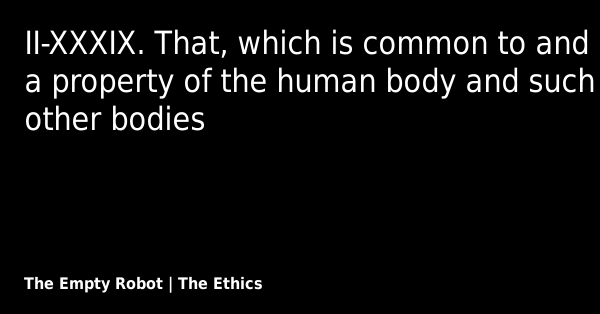 II-XXXIX. That, which is common to and
a property of the human body and such
other bodies
The Empty Robot | The Ethics